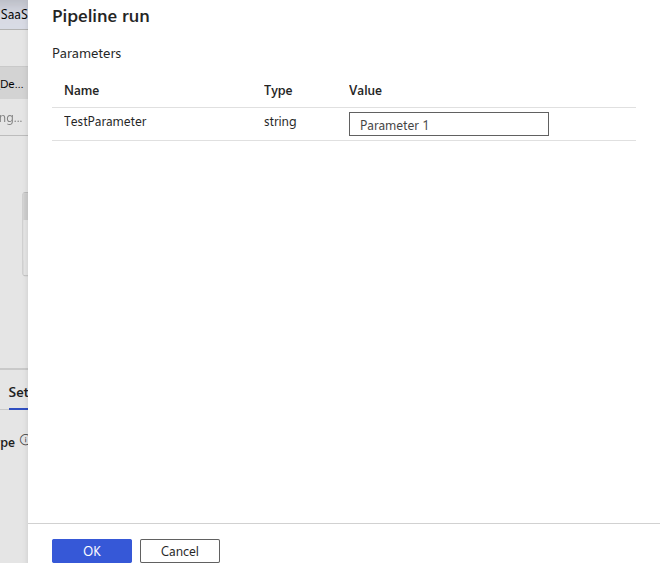 SaaS
Pipeline run
Parameters
De...
Name Type Value
ng...
TestParameter string Parameter 1
Set
pe
OK Cancel